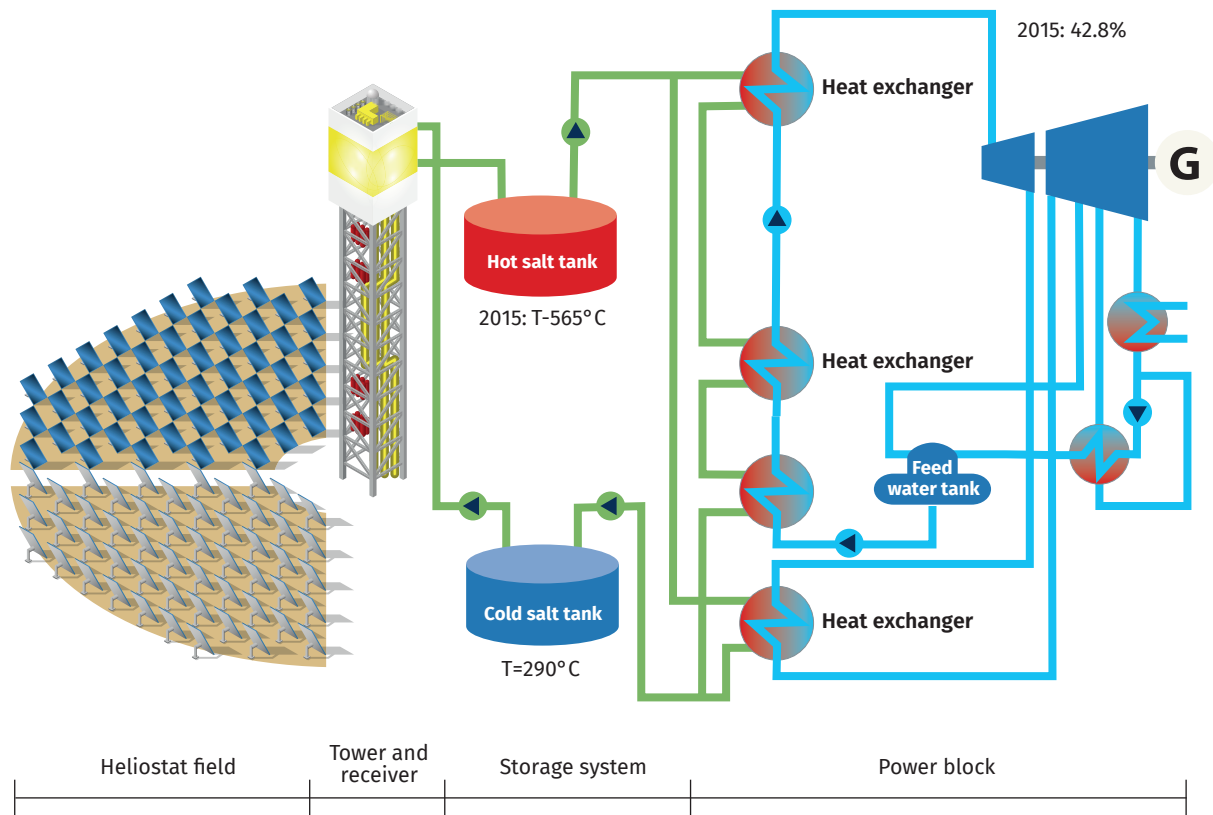 2015: 42.8%
Heat exchanger
G
Hot salt tank
2015: T-565°C
Heat exchanger
Feed
water tank
Cold salt tank
Heat exchanger
T=290°C
Heliostat field
Tower and
receiver
Storage system
Power block